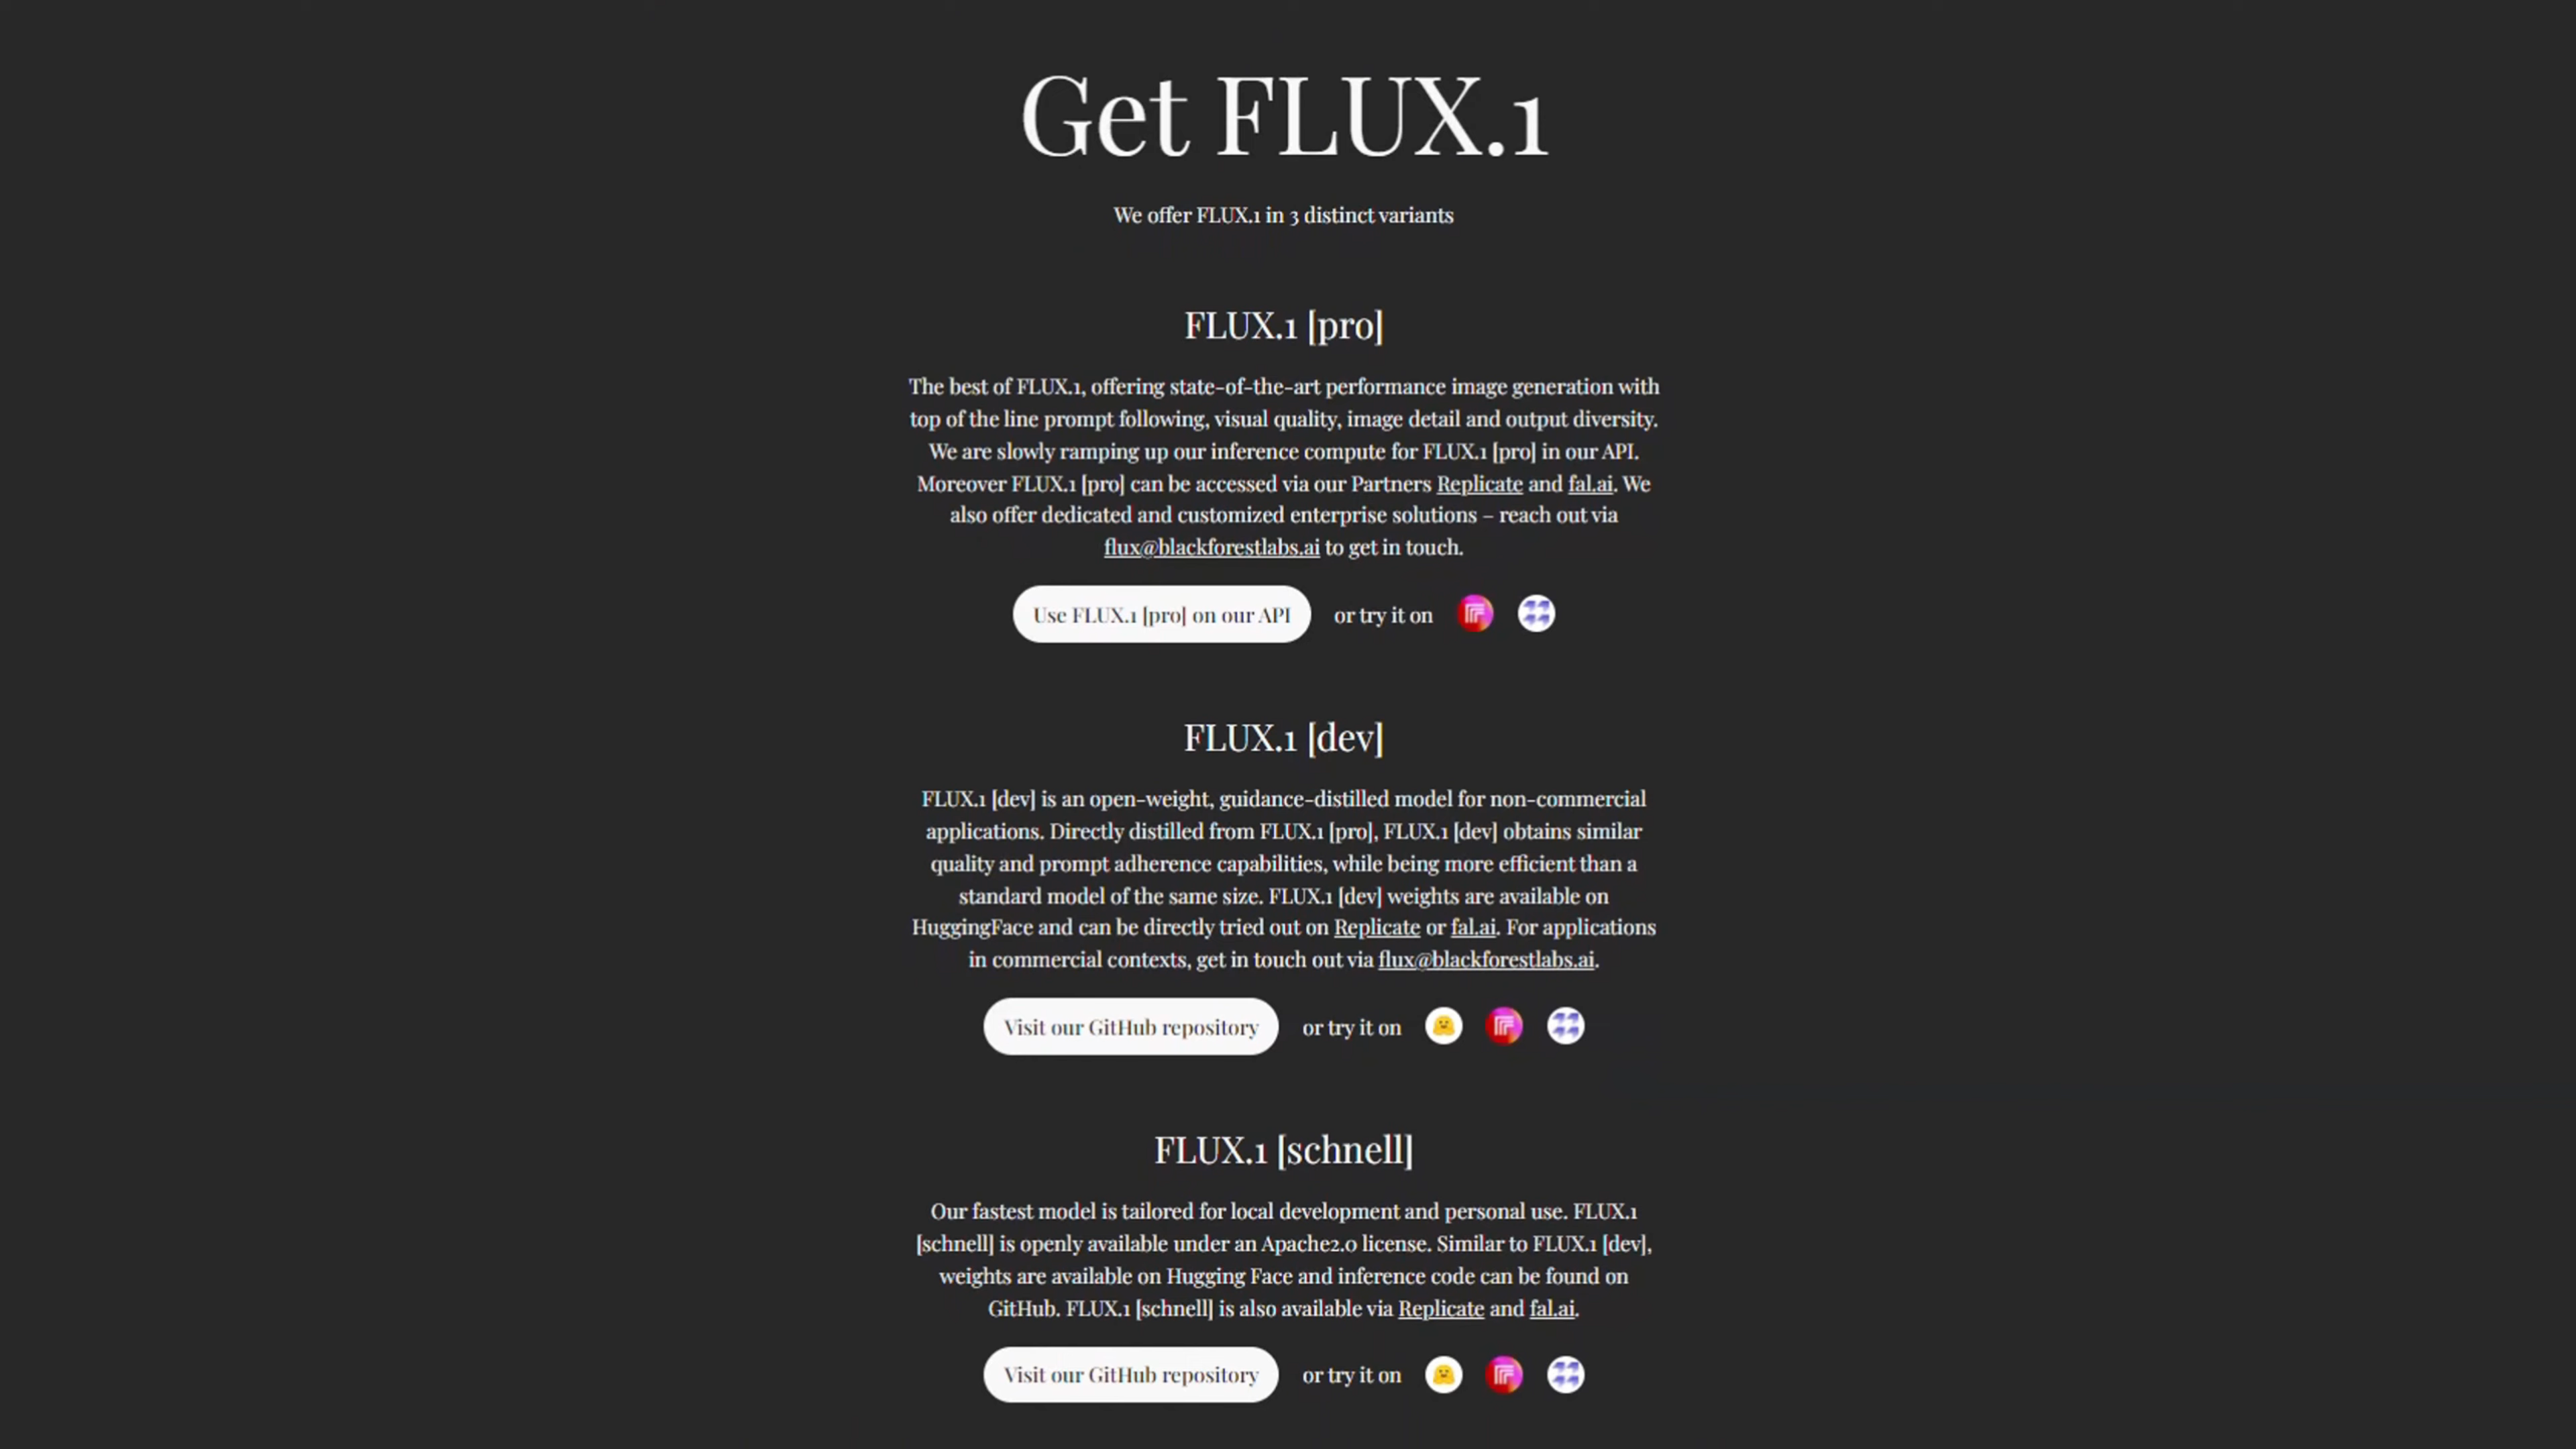 Get FLUX.1
We offer FLUX.1 in 3 distinct variants
FLUX.1 [pro]
The best of FLUX.1, offering state-of-the-art performance image generation with
top of the line prompt following, visual quality, image detail and output diversity.
We are slowly ramping up our inference compute for FLUX.1 [pro] in our API.
Moreover FLUX.1 [pro] can be accessed via our Partners Replicate and fal.ai. We
also offer dedicated and customized enterprise solutions – reach out via
flux@blackforestlabs.ai to get in touch.
Use FLUX.1 [pro] on our API or try it on
FLUX.1 [dev]
FLUX.1 [dev] is an open-weight, guidance-distilled model for non-commercial
applications. Directly distilled from FLUX.1 [pro], FLUX.1 [dev] obtains similar
quality and prompt adherence capabilities, while being more efficient than a
standard model of the same size. FLUX.1 [dev] weights are available on
HuggingFace and can be directly tried out on Replicate or fal.ai. For applications
in commercial contexts, get in touch out via flux@blackforestlabs.ai.
Visit our GitHub repository or try it on
FLUX.1 [schnell]
Our fastest model is tailored for local development and personal use. FLUX.1
[schnell] is openly available under an Apache2.0 license. Similar to FLUX.1 [dev],
weights are available on Hugging Face and inference code can be found on
GitHub. FLUX.1 [schnell] is also available via Replicate and fal.ai.
Visit our GitHub repository or try it on